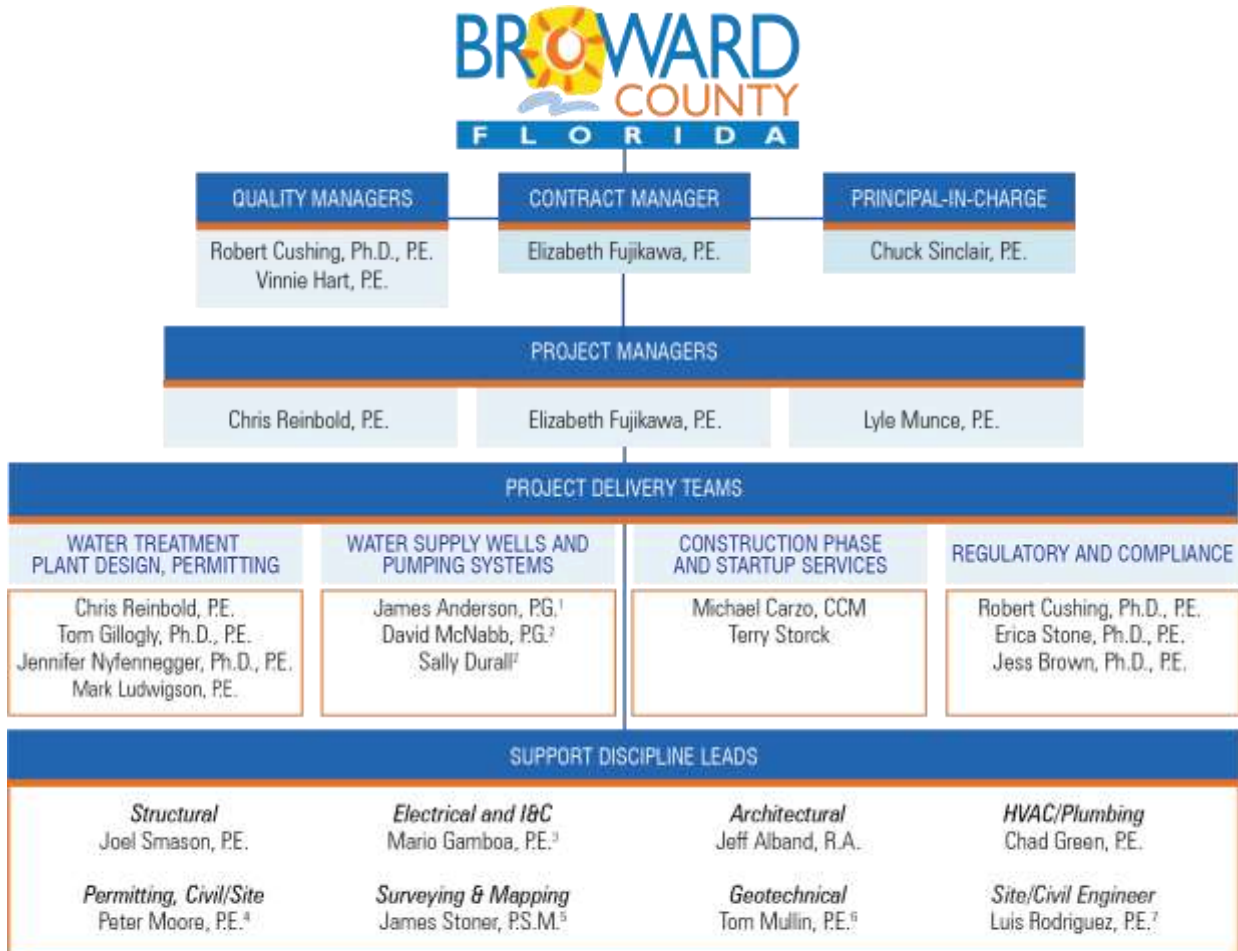 BROWARD
COUNTY
FLORIDA
QUALITY MANAGERS
Robert Cushing, Ph.D., P.E.
Vinnie Hart, P.E.
CONTRACT MANAGER
Elizabeth Fujikawa, P.E.
PRINCIPAL-IN-CHARGE
Chuck Sinclair, P.E.
PROJECT MANAGERS
Chris Reinbold, P.E.
Elizabeth Fujikawa, P.E.
Lyle Munce, P.E.
PROJECT DELIVERY TEAMS
WATER TREATMENT
PLANT DESIGN, PERMITTING
Chris Reinbold, P.E.
Tom Gillogly, Ph.D., P.E.
Jennifer Nyfennegger, Ph.D., P.E.
Mark Ludwigson, P.E.
WATER SUPPLY WELLS AND
PUMPING SYSTEMS
James Anderson, P.G.¹
David McNabb, P.G.²
Sally Durall²
CONSTRUCTION PHASE
AND STARTUP SERVICES
Michael Carzo, CCM
Terry Storck
REGULATORY AND COMPLIANCE
Robert Cushing, Ph.D., P.E.
Erica Stone, Ph.D., P.E.
Jess Brown, Ph.D., P.E.
SUPPORT DISCIPLINE LEADS
Structural
Joel Smason, P.E.
Electrical and I&C
Mario Gamboa, P.E.³
Architectural
Jeff Alband, R.A.
HVAC/Plumbing
Chad Green, P.E.
Permitting, Civil/Site
Peter Moore, P.E.⁴
Surveying & Mapping
James Stoner, P.S.M.⁵
Geotechnical
Tom Mullin, P.E.⁶
Site/Civil Engineer
Luis Rodriguez, P.E.⁷